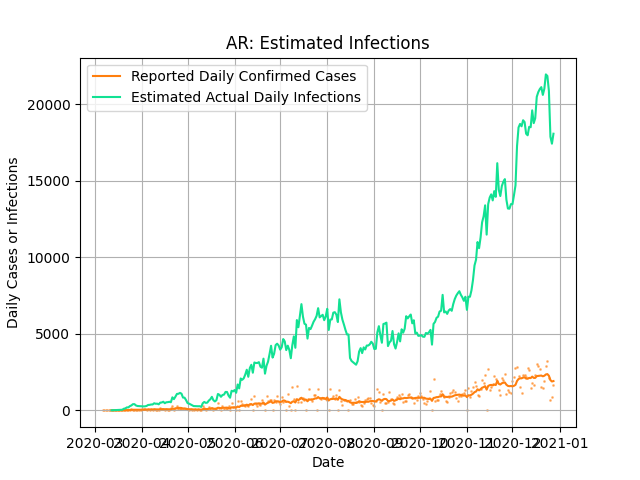 AR: Estimated Infections
Reported Daily Confirmed Cases
Estimated Actual Daily Infections
Daily Cases or Infections
20000
15000
10000
5000
0
2020-03 2020-04 2020-05 2020-06 2020-07 2020-08 2020-09 2020-10 2020-11 2020-12 2021-01
Date